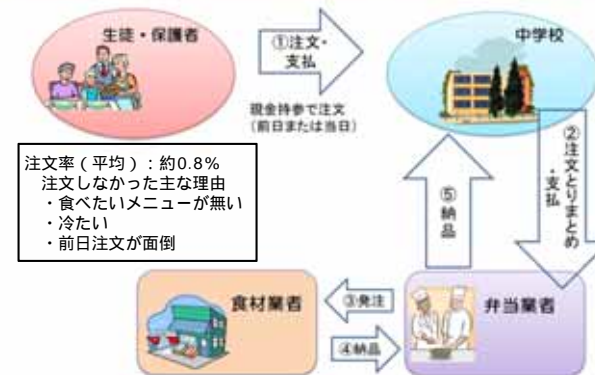 生徒・保護者
①注文・
支払
中学校
現金持参で注文
(前日または当日)
注文率(平均):約0.8%
注文しなかった主な理由
・食べたいメニューが無い
・冷たい
・前日注文が面倒
②注文とりまとめ
・支払
⑤納品
食材業者
③発注
④納品
弁当業者